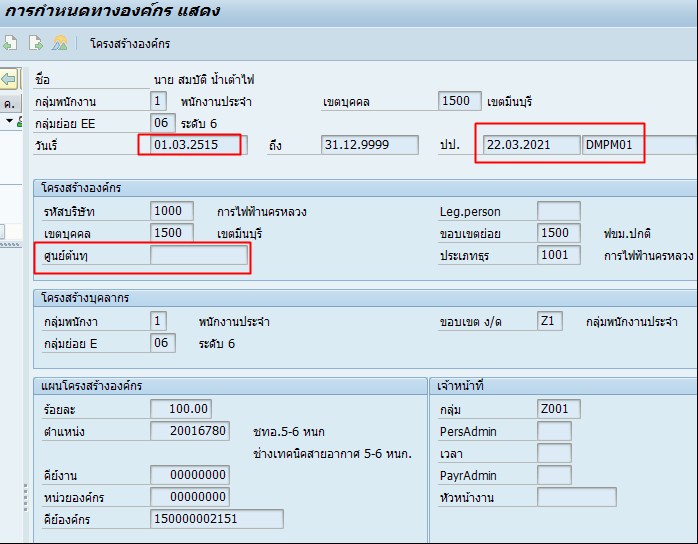 การกำหนดทางองค์กร แสดง
โครงสร้างองค์กร
ค.
ชื่อ นาย สมบัติ น้ำเต้าไฟ
กลุ่มพนักงาน 1 พนักงานประจำ เขตบุคคล 1500 เขตมีนบุรี
กลุ่มย่อย EE 06 ระดับ 6
วันเริ่ 01.03.2515 ถึง 31.12.9999 ปป. 22.03.2021 DMPM01
โครงสร้างองค์กร
รหัสบริษัท 1000 การไฟฟ้านครหลวง Leg.person
เขตบุคคล 1500 เขตมีนบุรี ขอบเขตย่อย 1500 ฟขม.ปกติ
ศูนย์ต้นทุ ประเภทธุร 1001 การไฟฟ้านครหลวง
โครงสร้างบุคลากร
กลุ่มพนักงา 1 พนักงานประจำ ขอบเขต ง/ด Z1 กลุ่มพนักงานประจำ
กลุ่มย่อย E 06 ระดับ 6
แผนโครงสร้างองค์กร เจ้าหน้าที่
ร้อยละ 100.00 กลุ่ม Z001
ตำแหน่ง 20016780 ชทอ.5-6 หนก PersAdmin
ช่างเทคนิคสายอากาศ 5-6 หนก. เวลา
คีย์งาน 00000000 PayrAdmin
หน่วยองค์กร 00000000 หัวหน้างาน
คีย์องค์กร 150000002151